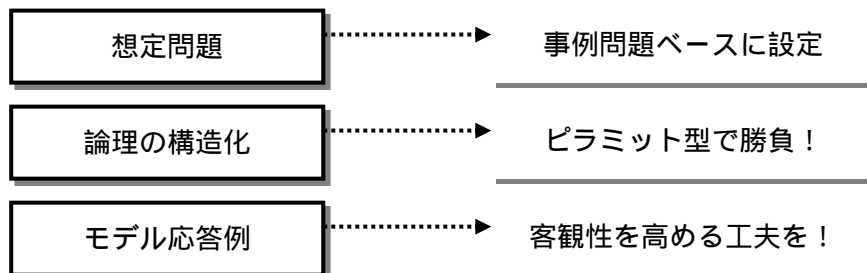 想定問題
事例問題ベースに設定
論理の構造化
ピラミット型で勝負！
モデル応答例
客観性を高める工夫を！